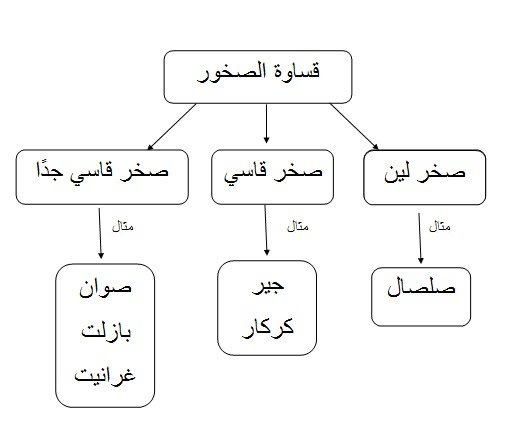 قساوة الصخور
صخر لين
صخر قاسي
صخر قاسي جدًا
مثال
مثال
مثال
صلصال
جير
كركار
صوان
بازلت
غرانيت